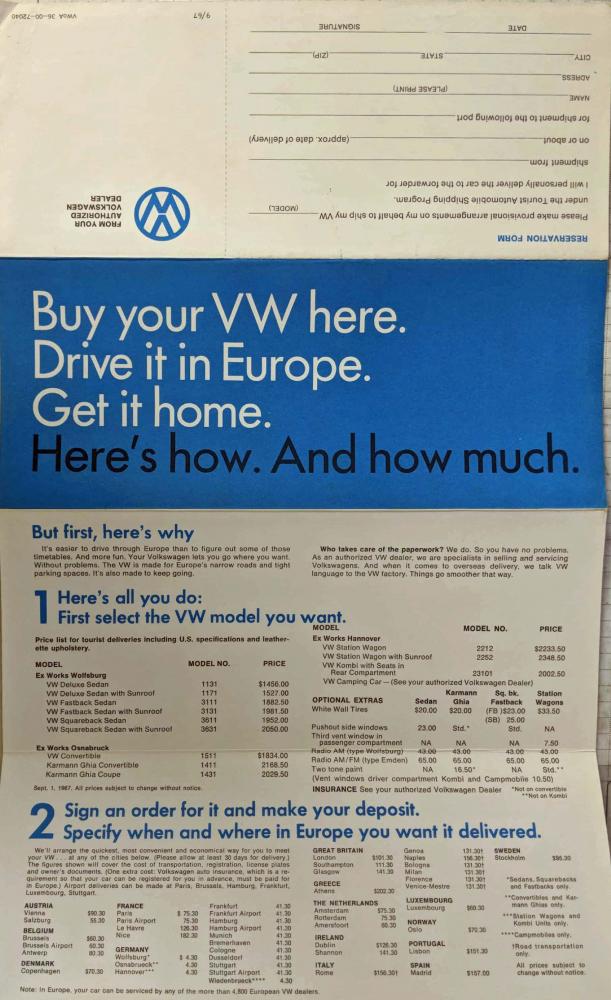 VWoA 36-00-72040
9/67
FROM YOUR
AUTHORIZED
VOLKSWAGEN
DEALER
RESERVATION FORM
Please make provisional arrangements on my behalf to ship my VW (MODEL)
under the Tourist Automobile Shipping Program.
I will personally deliver the car to the forwarder for
shipment from
on or about (approx. date of delivery)
for shipment to the following port
NAME (PLEASE PRINT)
ADRESS
CITY STATE (ZIP)
DATE SIGNATURE
Buy your VW here.
Drive it in Europe.
Get it home.
Here's how. And how much.
But first, here's why
It's easier to drive through Europe than to figure out some of those
timetables. And more fun. Your Volkswagen lets you go where you want.
Without problems. The VW is made for Europe's narrow roads and tight
parking spaces. It's also made to keep going.
Who takes care of the paperwork? We do. So you have no problems.
As an authorized VW dealer, we are specialists in selling and servicing
Volkswagens. And when it comes to overseas delivery, we talk VW
language to the VW factory. Things go smoother that way.
1 Here's all you do:
First select the VW model you want.
Price list for tourist deliveries including U.S. specifications and leather-
ette upholstery.
MODEL MODEL NO. PRICE
Ex Works Wolfsburg
VW Deluxe Sedan 1131 $1456.00
VW Deluxe Sedan with Sunroof 1171 1527.00
VW Fastback Sedan 3111 1882.50
VW Fastback Sedan with Sunroof 3131 1981.50
VW Squareback Sedan 3611 1952.00
VW Squareback Sedan with Sunroof 3631 2050.00
Ex Works Osnabruck
VW Convertible 1511 $1834.00
Karmann Ghia Convertible 1411 2168.50
Karmann Ghia Coupe 1431 2029.50
Sept. 1, 1967. All prices subject to change without notice.
MODEL MODEL NO. PRICE
Ex Works Hannover
VW Station Wagon 2212 $2233.50
VW Station Wagon with Sunroof 2252 2348.50
VW Kombi with Seats in
Rear Compartment 23101 2002.50
VW Camping Car — (See your authorized Volkswagen Dealer)
OPTIONAL EXTRAS Sedan Karmann Ghia Sq. bk. Fastback Station Wagons
White Wall Tires $20.00 $20.00 (FB )$23.00 $33.50
(SB) 25.00
Pushout side windows 23.00 Std.* Std. NA
Third vent window in
passenger compartment NA NA NA 7.50
Radio AM (type Wolfsburg) 43.00 43.00 43.00 43.00
Radio AM/FM (type Emden) 65.00 65.00 65.00 65.00
Two tone paint NA 16.50* NA Std.**
(Vent windows driver compartment Kombi and Campmobile 10.50)
INSURANCE See your authorized Volkswagen Dealer *Not on convertible
**Not on Kombi
2 Sign an order for it and make your deposit.
Specify when and where in Europe you want it delivered.
We'll arrange the quickest, most convenient and economical way for you to meet
your VW . . . at any of the cities below. (Please allow at least 30 days for delivery.)
The figures shown will cover the cost of transportation, registration, license plates
and owner's documents. (One extra cost: Volkswagen auto insurance, which is a re-
quirement so that your car can be registered for you in advance, must be paid for
in Europe.) Airport deliveries can be made at Paris, Brussels, Hamburg, Frankfurt,
Luxembourg, Stuttgart.
AUSTRIA
Vienna $90.30
Salzburg 55.30
BELGIUM
Brussels $60.30
Brussels Airport 60.30
Antwerp 80.30
DENMARK
Copenhagen $70.30
FRANCE
Paris $ 75.30
Paris Airport 75.30
Le Havre 126.30
Nice 182.30
GERMANY
Wolfsburg* $ 4.30
Osnabrueck** 4.30
Hannover*** 4.30
Frankfurt 41.30
Frankfurt Airport 41.30
Hamburg 41.30
Hamburg Airport 41.30
Munich 41.30
Bremerhaven 41.30
Cologne 41.30
Dusseldorf 41.30
Stuttgart 41.30
Stuttgart Airport 41.30
Wiedenbrueck**** 4.30
GREAT BRITAIN
London $101.30
Southampton 111.30
Glasgow 141.30
GREECE
Athens $202.30
THE NETHERLANDS
Amsterdam $75.30
Rotterdam 75.30
Amersfoort 60.30
IRELAND
Dublin $126.30
Shannon 141.30
ITALY
Rome $156.30†
Genoa 131.30†
Naples 156.30†
Bologna 131.30†
Milan 131.30†
Florence 131.30†
Venice-Mestre 131.30†
LUXEMBOURG
Luxembourg $60.30
NORWAY
Oslo $70.30
PORTUGAL
Lisbon $151.30
SPAIN
Madrid $157.00
SWEDEN
Stockholm $86.30
*Sedans, Squarebacks
and Fastbacks only.
**Convertibles and Kar-
mann Ghias only.
***Station Wagons and
Kombi Units only.
****Campmobiles only.
†Road transportation
only.
All prices subject to
change without notice.
Note: In Europe, your car can be serviced by any of the more than 4,800 European VW dealers.